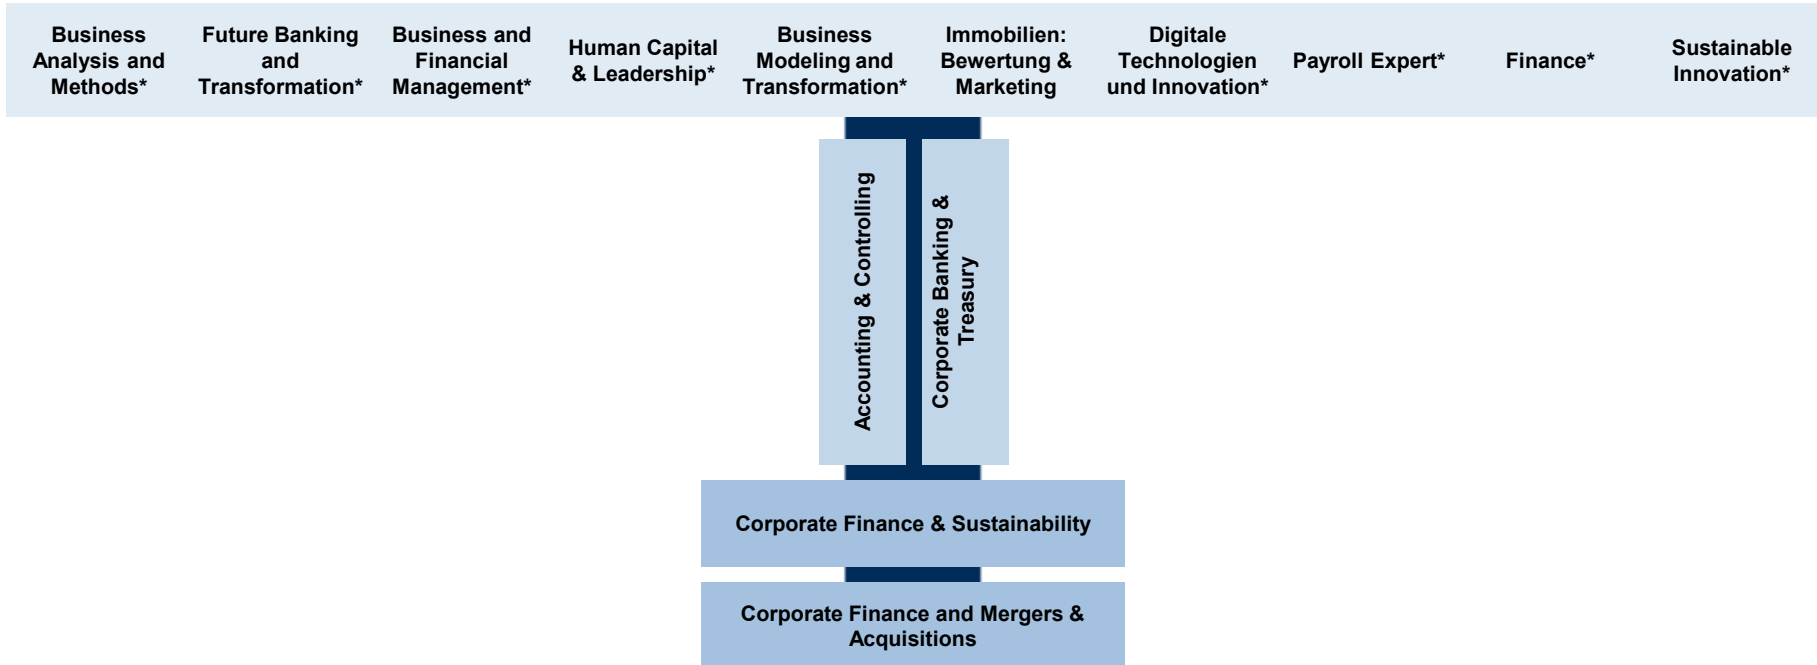 Business
Analysis and
Methods*
Future Banking
and
Transformation*
Business and
Financial
Management*
Human Capital
& Leadership*
Business
Modeling and
Transformation*
Immobilien:
Bewertung &
Marketing
Digitale
Technologien
und Innovation*
Payroll Expert*
Finance*
Sustainable
Innovation*
Accounting & Controlling
Corporate Banking &
Treasury
Corporate Finance & Sustainability
Corporate Finance and Mergers &
Acquisitions